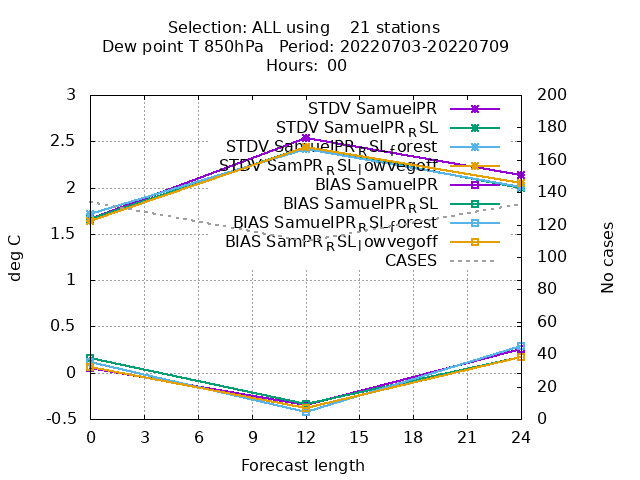 Selection: ALL using 21 stations
Dew point T 850hPa Period: 20220703-20220709
Hours: 00
3
2.5
2
1.5
1
0.5
0
-0.5
deg C
STDV SamuelPR
STDV SamuelPR_RSL
STDV SamuelPR_RSL_forest
STDV SamPR_RSL_lowvegoff
BIAS SamuelPR
BIAS SamuelPR_RSL
BIAS SamuelPR_RSL_forest
BIAS SamPR_RSL_lowvegoff
CASES
200
180
160
140
120
100
80
60
40
20
0
No cases
0 3 6 9 12 15 18 21 24
Forecast length